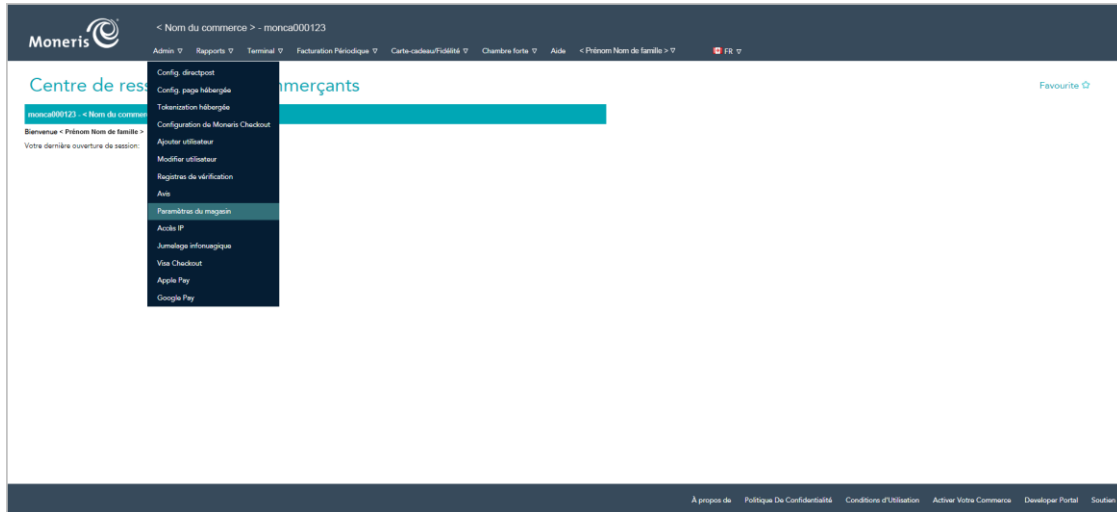 Moneris
< Nom du commerce > - monca000123
Admin Rapports Terminal Facturation Périodique Carte-cadeau/Fidélité Chambre forte Aide < Prénom Nom de famille > FR
Centre de ress mmerçants
Favourite
monca000123 - < Nom du commer
Bienvenue < Prénom Nom de famille >
Votre dernière ouverture de session:
Config. directpost
Config. page hébergée
Tokenization hébergée
Configuration de Moneris Checkout
Ajouter utilisateur
Modifier utilisateur
Registres de vérification
Avis
Paramètres du magasin
Accès IP
Jumelage infonuagique
Visa Checkout
Apple Pay
Google Pay
À propos de Politique De Confidentialité Conditions d'Utilisation Activer Votre Commerce Developer Portal Soutien